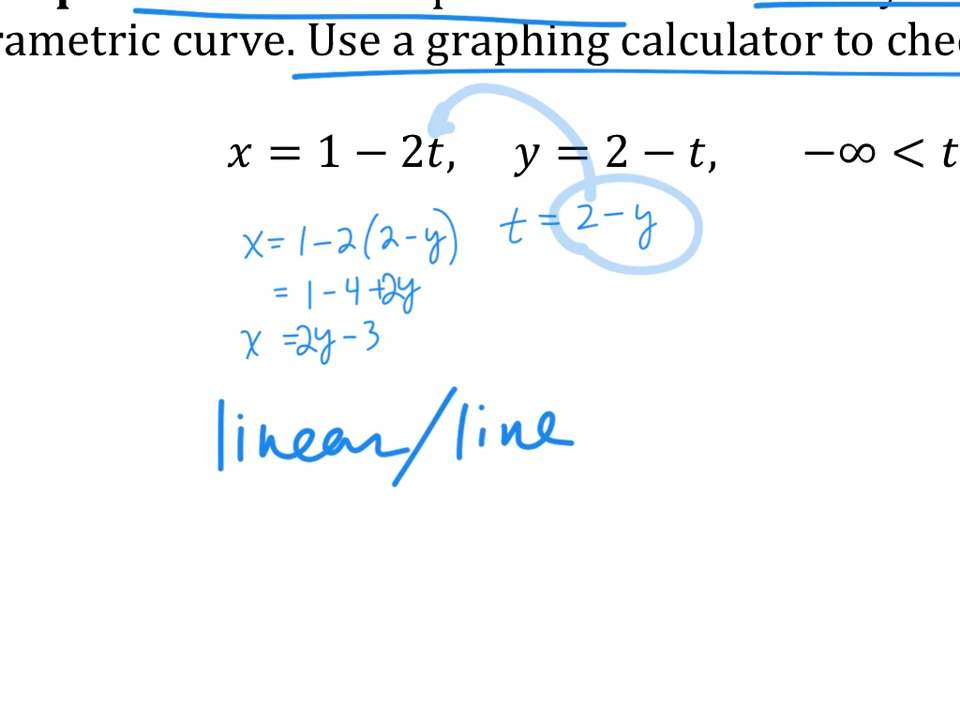 rametric curve. Use a graphing calculator to che
x = 1 − 2t, y = 2 − t, −∞ < t
t = 2 − y
x = 1 − 2(2 − y)
= 1 − 4 + 2y
x = 2y − 3
linear/line